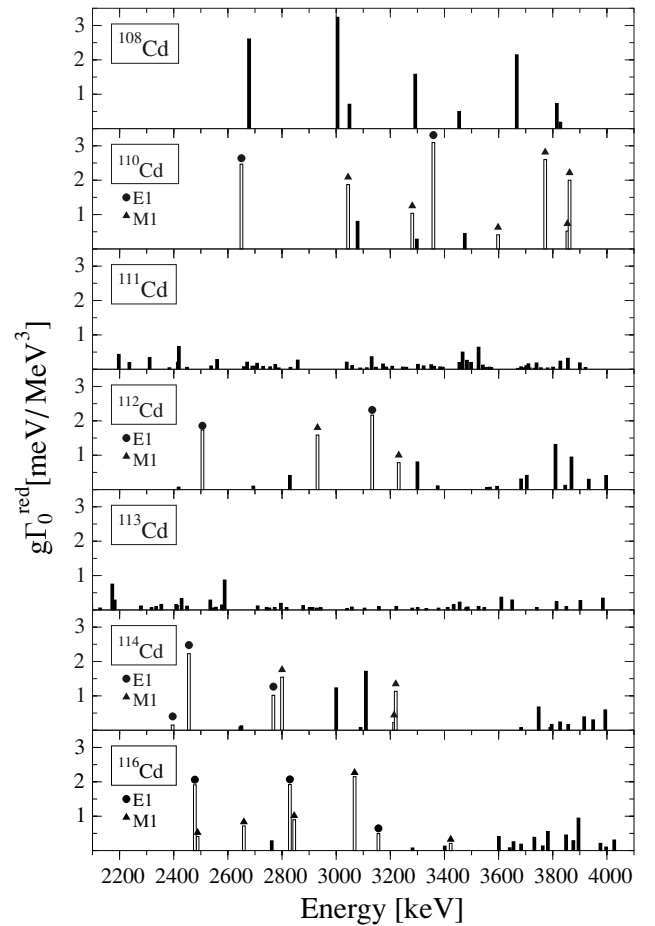 3
2
1
¹⁰⁸Cd
3
2
1
¹¹⁰Cd
● E1
▲ M1
3
2
1
¹¹¹Cd
3
2
1
¹¹²Cd
● E1
▲ M1
3
2
1
¹¹³Cd
3
2
1
¹¹⁴Cd
● E1
▲ M1
3
2
1
¹¹⁶Cd
● E1
▲ M1
gΓ₀ʳᵉᵈ[meV/MeV³]
2200 2400 2600 2800 3000 3200 3400 3600 3800 4000
Energy [keV]